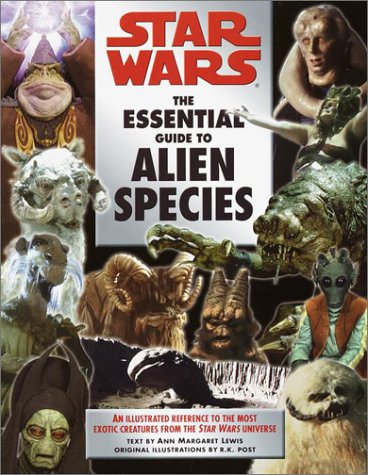 STAR
WARS®
THE
ESSENTIAL
GUIDE TO
ALIEN
SPECIES
AN ILLUSTRATED REFERENCE TO THE MOST
EXOTIC CREATURES FROM THE STAR WARS UNIVERSE
TEXT BY ANN MARGARET LEWIS
ORIGINAL ILLUSTRATIONS BY R.K. POST